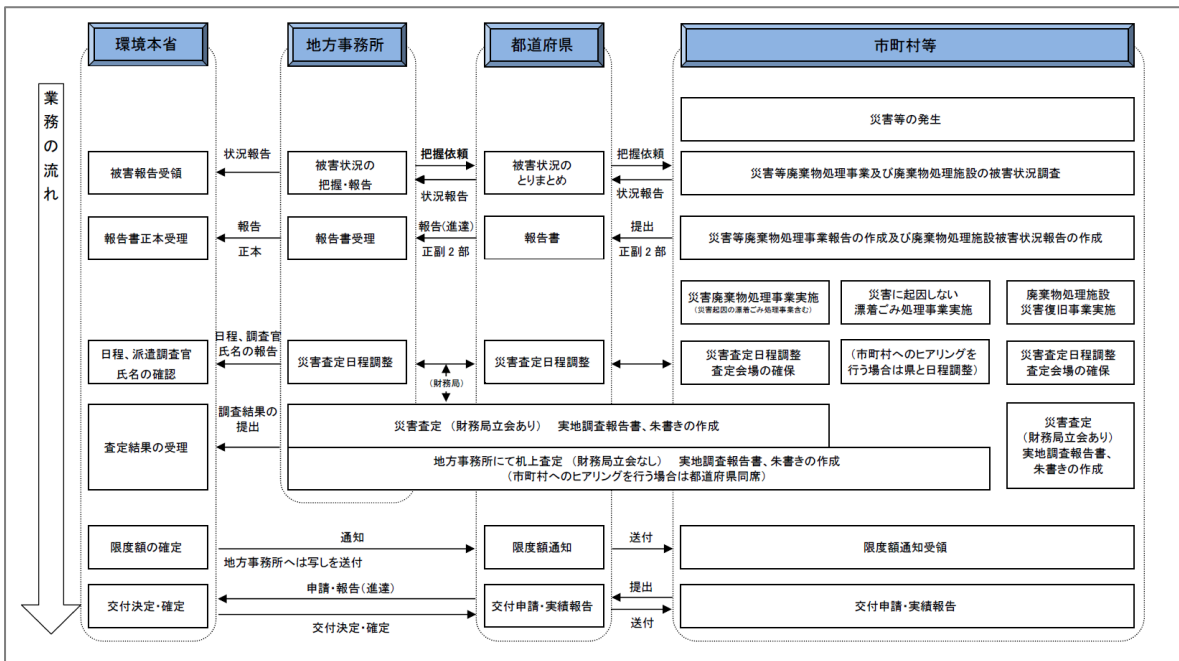 環境本省
地方事務所
都道府県
市町村等
業務の流れ
災害等の発生
被害報告受領
状況報告
被害状況の
把握・報告
把握依頼
状況報告
被害状況の
とりまとめ
把握依頼
状況報告
災害等廃棄物処理事業及び廃棄物処理施設の被害状況調査
報告書正本受理
報告
正本
報告書受理
報告(進達)
正副2部
報告書
提出
正副2部
災害等廃棄物処理事業報告の作成及び廃棄物処理施設被害状況報告の作成
災害廃棄物処理事業実施
(災害起因の漂着ごみ処理事業含む)
災害に起因しない
漂着ごみ処理事業実施
廃棄物処理施設
災害復旧事業実施
日程、派遣調査官
氏名の確認
日程、調査官
氏名の報告
災害査定日程調整
(財務局)
災害査定日程調整
災害査定日程調整
査定会場の確保
(市町村へのヒアリングを
行う場合は県と日程調整)
災害査定日程調整
査定会場の確保
査定結果の受理
調査結果の
提出
災害査定 (財務局立会あり) 実地調査報告書、朱書きの作成
地方事務所にて机上査定 (財務局立会なし) 実地調査報告書、朱書きの作成
(市町村へのヒアリングを行う場合は都道府県同席)
災害査定
(財務局立会あり)
実地調査報告書、
朱書きの作成
限度額の確定
通知
地方事務所へは写しを送付
限度額通知
送付
限度額通知受領
交付決定・確定
申請・報告(進達)
交付決定・確定
交付申請・実績報告
提出
送付
交付申請・実績報告